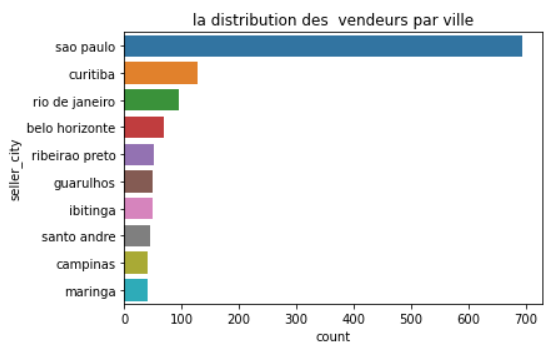 la distribution des  vendeurs par ville
seller_city
sao paulo
curitiba
rio de janeiro
belo horizonte
ribeirao preto
guarulhos
ibitinga
santo andre
campinas
maringa
0 100 200 300 400 500 600 700
count